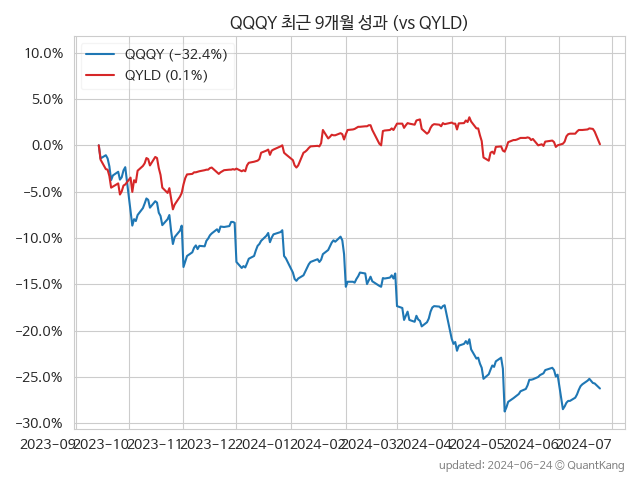 QQQY 최근 9개월 성과 (vs QYLD)
QQQY (−32.4%)
QYLD (0.1%)
10.0%
5.0%
0.0%
−5.0%
−10.0%
−15.0%
−20.0%
−25.0%
−30.0%
2023-09 2023-10 2023-11 2023-12 2024-01 2024-02 2024-03 2024-04 2024-05 2024-06 2024-07
updated: 2024-06-24 © QuantKang